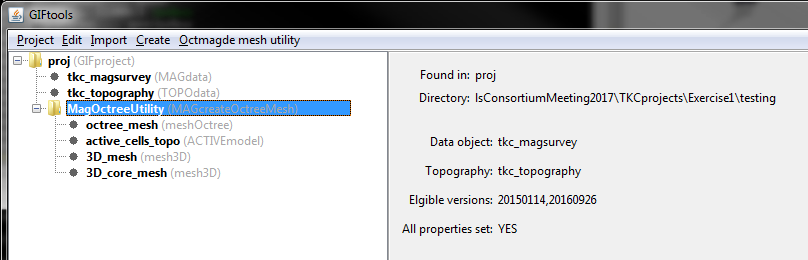 GIFtools
Project Edit Import Create Octmagde mesh utility
proj (GIFproject)
tkc_magsurvey (MAGdata)
tkc_topography (TOPOdata)
MagOctreeUtility (MAGcreateOctreeMesh)
octree_mesh (meshOctree)
active_cells_topo (ACTIVEmodel)
3D_mesh (mesh3D)
3D_core_mesh (mesh3D)
Found in: proj
Directory: lsConsortiumMeeting2017\TKCprojects\Exercise1\testing
Data object: tkc_magsurvey
Topography: tkc_topography
Elgible versions: 20150114,20160926
All properties set: YES